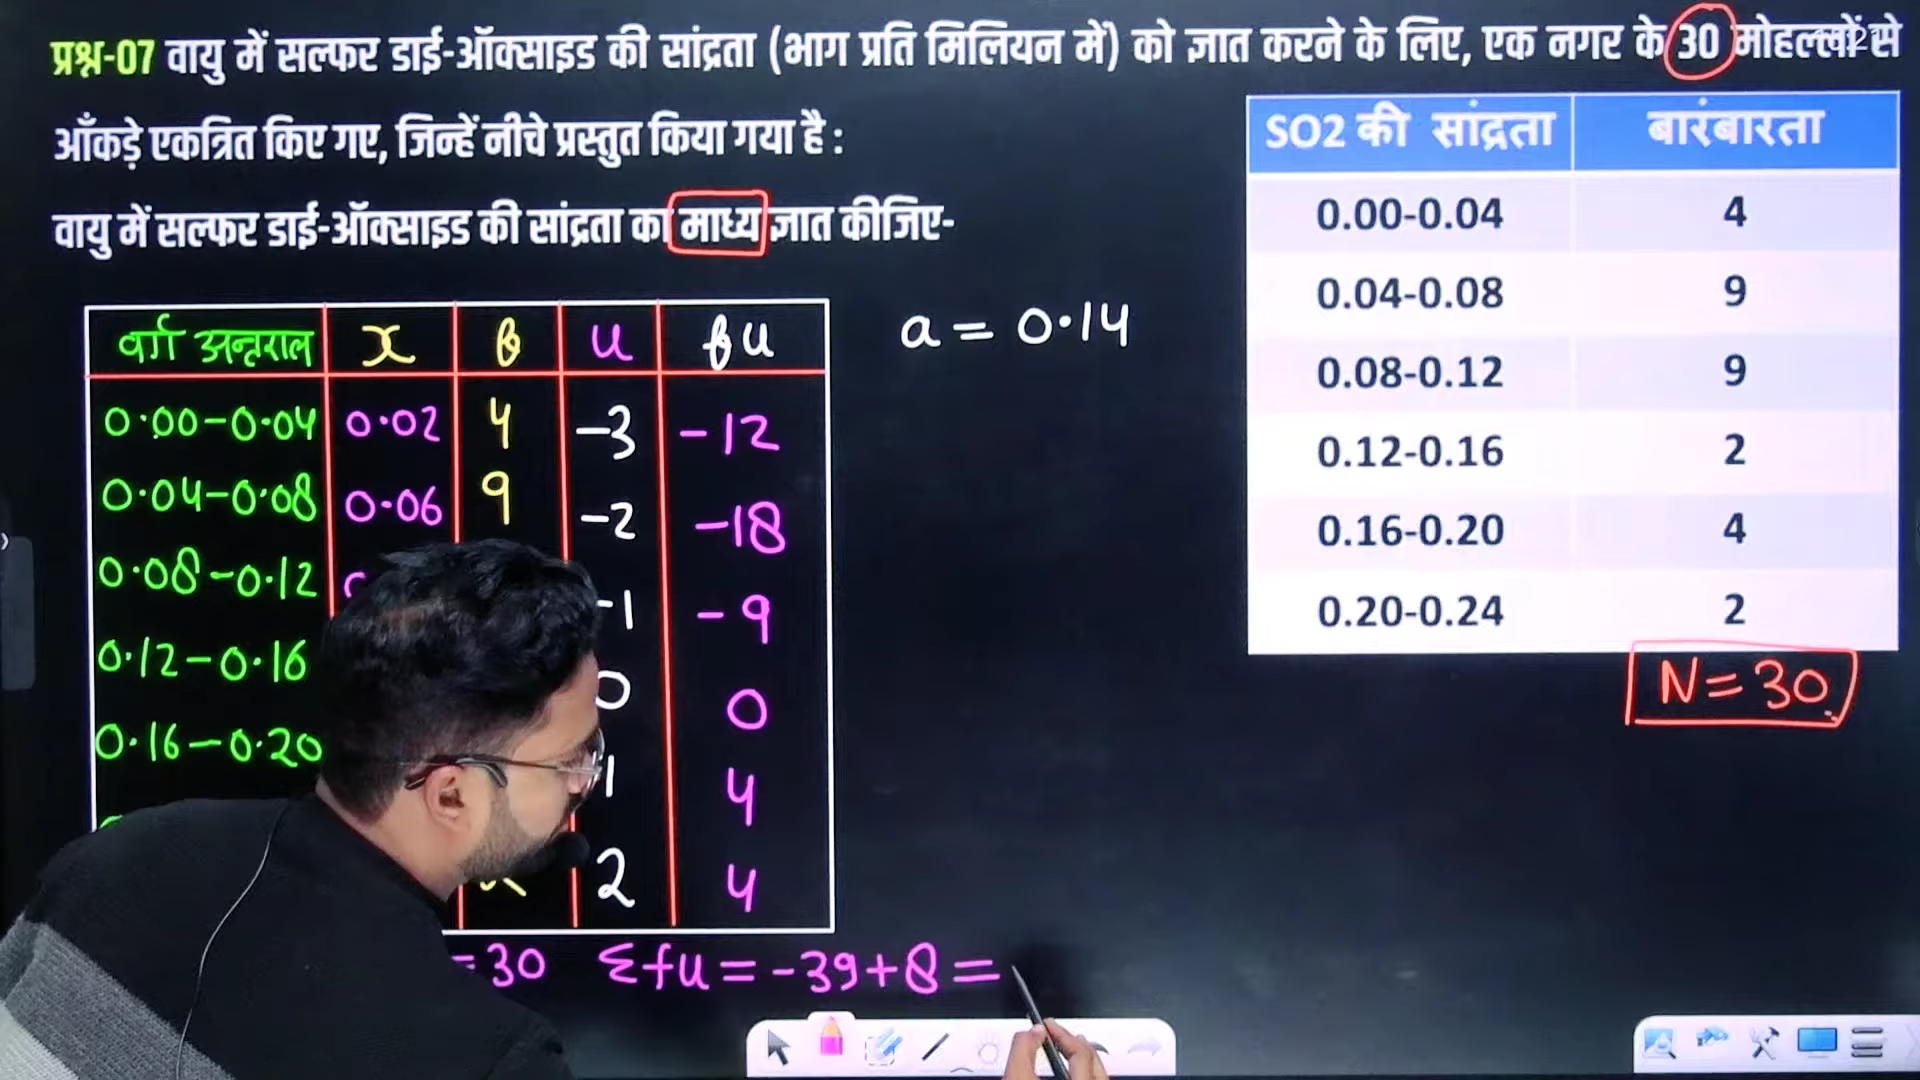 प्रश्न-07 वायु में सल्फर डाई-ऑक्साइड की सांद्रता (भाग प्रति मिलियन में) को ज्ञात करने के लिए, एक नगर के 30 मोहल्लों से
आँकड़े एकत्रित किए गए, जिन्हें नीचे प्रस्तुत किया गया है :
वायु में सल्फर डाई-ऑक्साइड की सांद्रता का माध्य ज्ञात कीजिए-
SO2 की सांद्रता बारंबारता
0.00-0.04 4
0.04-0.08 9
0.08-0.12 9
0.12-0.16 2
0.16-0.20 4
0.20-0.24 2
N = 30
a = 0.14
वर्ग अन्तराल x f u fu
0.00-0.04 0.02 4 -3 -12
0.04-0.08 0.06 9 -2 -18
0.08-0.12 -1 -9
0.12-0.16 0 0
0.16-0.20 1 4
2 4
=30 Σfu = -39+8 =